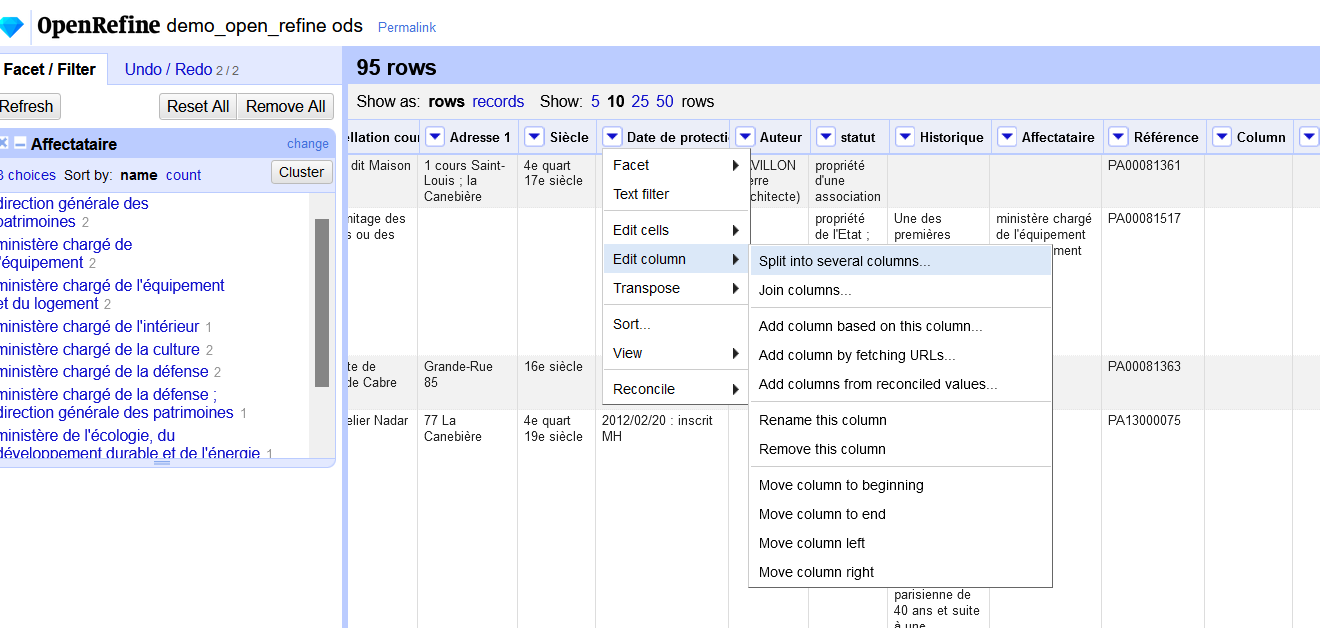 OpenRefine demo_open_refine ods Permalink
Facet / Filter Undo / Redo 2 / 2
95 rows
Refresh Reset All Remove All
Show as: rows records Show: 5 10 25 50 rows
Affectataire change
choices Sort by: name count Cluster
direction générale des
patrimoines 2
ministère chargé de
l'équipement 2
ministère chargé de l'équipement
et du logement 2
ministère chargé de l'intérieur 1
ministère chargé de la culture 2
ministère chargé de la défense 2
ministère chargé de la défense ;
direction générale des patrimoines 1
ministère de l'écologie, du
développement durable et de l'énergie 1
ellation cour Adresse 1 Siècle Date de protecti Auteur statut Historique Affectataire Référence Column
dit Maison
1 cours Saint-
Louis ; la
Canebière
4e quart
17e siècle
VILLON
erre
chitecte)
propriété
d'une
association
PA00081361
nitage des
s ou des
propriété
de l'Etat ;
Une des
premières
ministère chargé
de l'équipement
ment
PA00081517
te de
de Cabre
Grande-Rue
85
16e siècle
PA00081363
elier Nadar
77 La
Canebière
4e quart
19e siècle
2012/02/20 : inscrit
MH
PA13000075
parisienne de
40 ans et suite
à une
Facet
Text filter
Edit cells
Edit column
Transpose
Sort...
View
Reconcile
Split into several columns...
Join columns...
Add column based on this column...
Add column by fetching URLs...
Add columns from reconciled values...
Rename this column
Remove this column
Move column to beginning
Move column to end
Move column left
Move column right